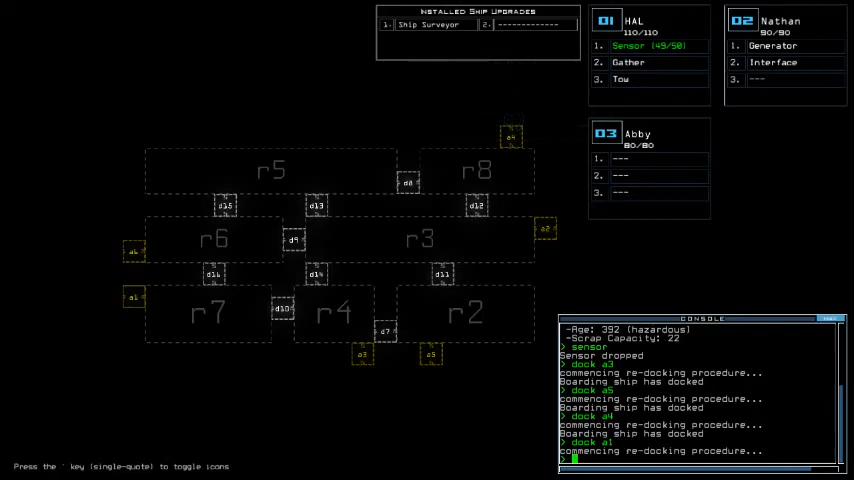 Installed Ship Upgrades
1. Ship Surveyor 2. -------------
01 HAL
110/110
1. Sensor (49/50)
2. Gather
3. Tow
02 Nathan
90/90
1. Generator
2. Interface
3. ---
03 Abby
80/80
1. ---
2. ---
3. ---
a4
r5
r8
d8
d15
d13
d12
r6
d9
r3
a2
a6
d16
d14
d11
a1
r7
d10
r4
d7
r2
a3
a5
CONSOLE
-Age: 392 (hazardous)
-Scrap Capacity: 22
> sensor
Sensor dropped
> dock a3
commencing re-docking procedure...
Boarding ship has docked
> dock a5
commencing re-docking procedure...
Boarding ship has docked
> dock a4
commencing re-docking procedure...
Boarding ship has docked
> dock a1
commencing re-docking procedure...
>
Press the ' key (single-quote) to toggle icons